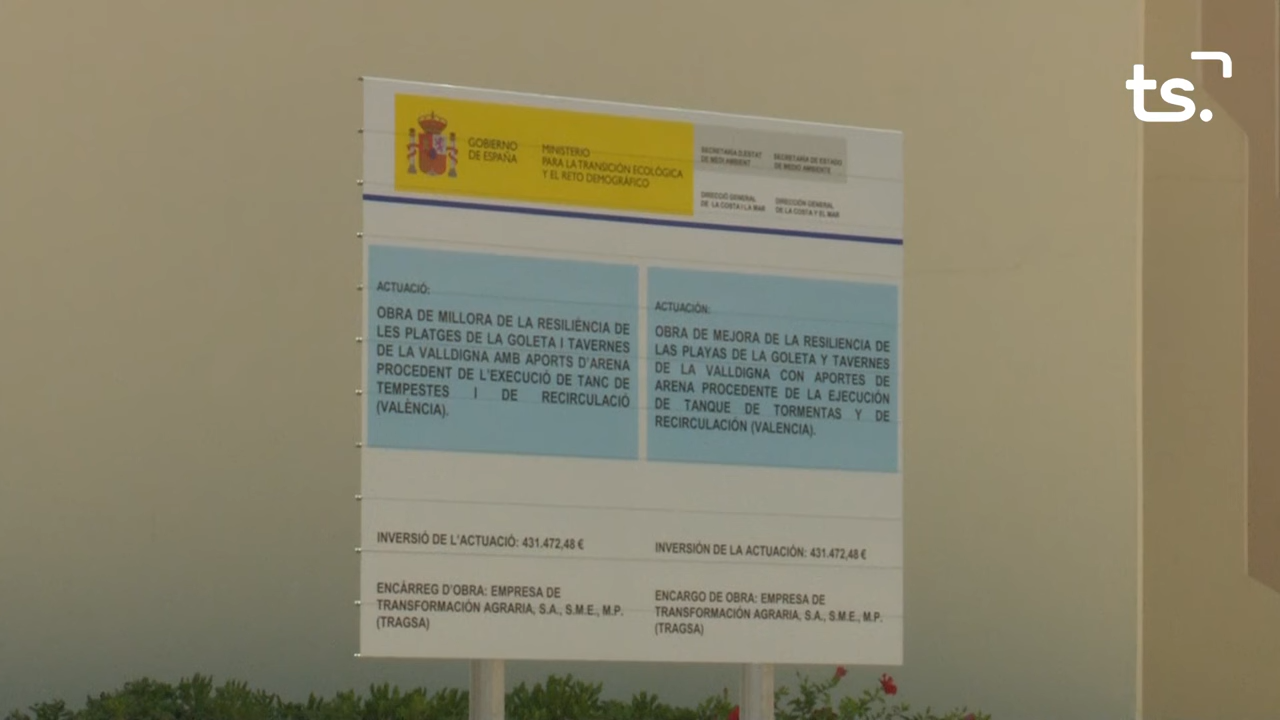 ts.
GOBIERNO
DE ESPAÑA
MINISTERIO
PARA LA TRANSICIÓN ECOLÓGICA
Y EL RETO DEMOGRÁFICO
SECRETARIA D'ESTAT
DE MEDI AMBIENT
SECRETARÍA DE ESTADO
DE MEDIO AMBIENTE
DIRECCIÓ GENERAL
DE LA COSTA I LA MAR
DIRECCIÓN GENERAL
DE LA COSTA Y EL MAR
ACTUACIÓ:
OBRA DE MILLORA DE LA RESILIÈNCIA DE
LES PLATGES DE LA GOLETA I TAVERNES
DE LA VALLDIGNA AMB APORTS D'ARENA
PROCEDENT DE L'EXECUCIÓ DE TANC DE
TEMPESTES I DE RECIRCULACIÓ
(VALÈNCIA).
ACTUACIÓN:
OBRA DE MEJORA DE LA RESILIENCIA DE
LAS PLAYAS DE LA GOLETA Y TAVERNES
DE LA VALLDIGNA CON APORTES DE
ARENA PROCEDENTE DE LA EJECUCIÓN
DE TANQUE DE TORMENTAS Y DE
RECIRCULACIÓN (VALENCIA).
INVERSIÓ DE L'ACTUACIÓ: 431.472,48 €
INVERSIÓN DE LA ACTUACIÓN: 431.472,48 €
ENCÀRREG D'OBRA: EMPRESA DE
TRANSFORMACIÓN AGRARIA, S.A., S.M.E., M.P.
(TRAGSA)
ENCARGO DE OBRA: EMPRESA DE
TRANSFORMACIÓN AGRARIA, S.A., S.M.E., M.P.
(TRAGSA)